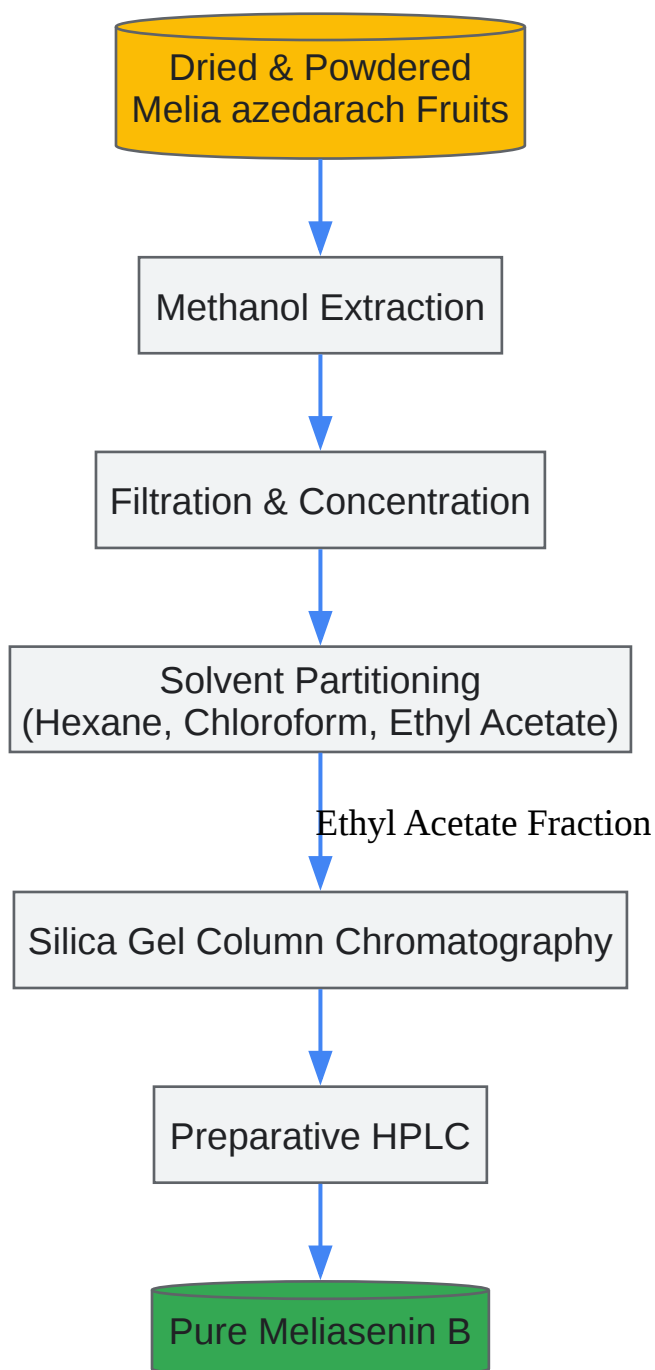 Dried & Powdered
Melia azedarach Fruits
Methanol Extraction
Filtration & Concentration
Solvent Partitioning
(Hexane, Chloroform, Ethyl Acetate)
Ethyl Acetate Fraction
Silica Gel Column Chromatography
Preparative HPLC
Pure Meliasenin B